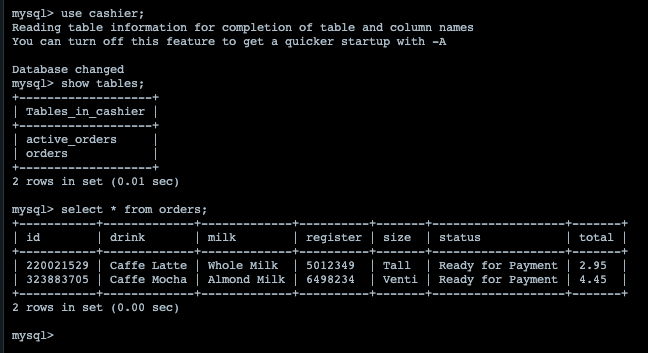 mysql> use cashier;
Reading table information for completion of table and column names
You can turn off this feature to get a quicker startup with -A

Database changed
mysql> show tables;
+-------------------+
| Tables_in_cashier |
+-------------------+
| active_orders     |
| orders            |
+-------------------+
2 rows in set (0.01 sec)

mysql> select * from orders;
+-----------+-------------+-------------+----------+-------+-------------------+-------+
| id        | drink       | milk        | register | size  | status            | total |
+-----------+-------------+-------------+----------+-------+-------------------+-------+
| 220021529 | Caffe Latte | Whole Milk  | 5012349  | Tall  | Ready for Payment | 2.95  |
| 323883705 | Caffe Mocha | Almond Milk | 6498234  | Venti | Ready for Payment | 4.45  |
+-----------+-------------+-------------+----------+-------+-------------------+-------+
2 rows in set (0.00 sec)

mysql>